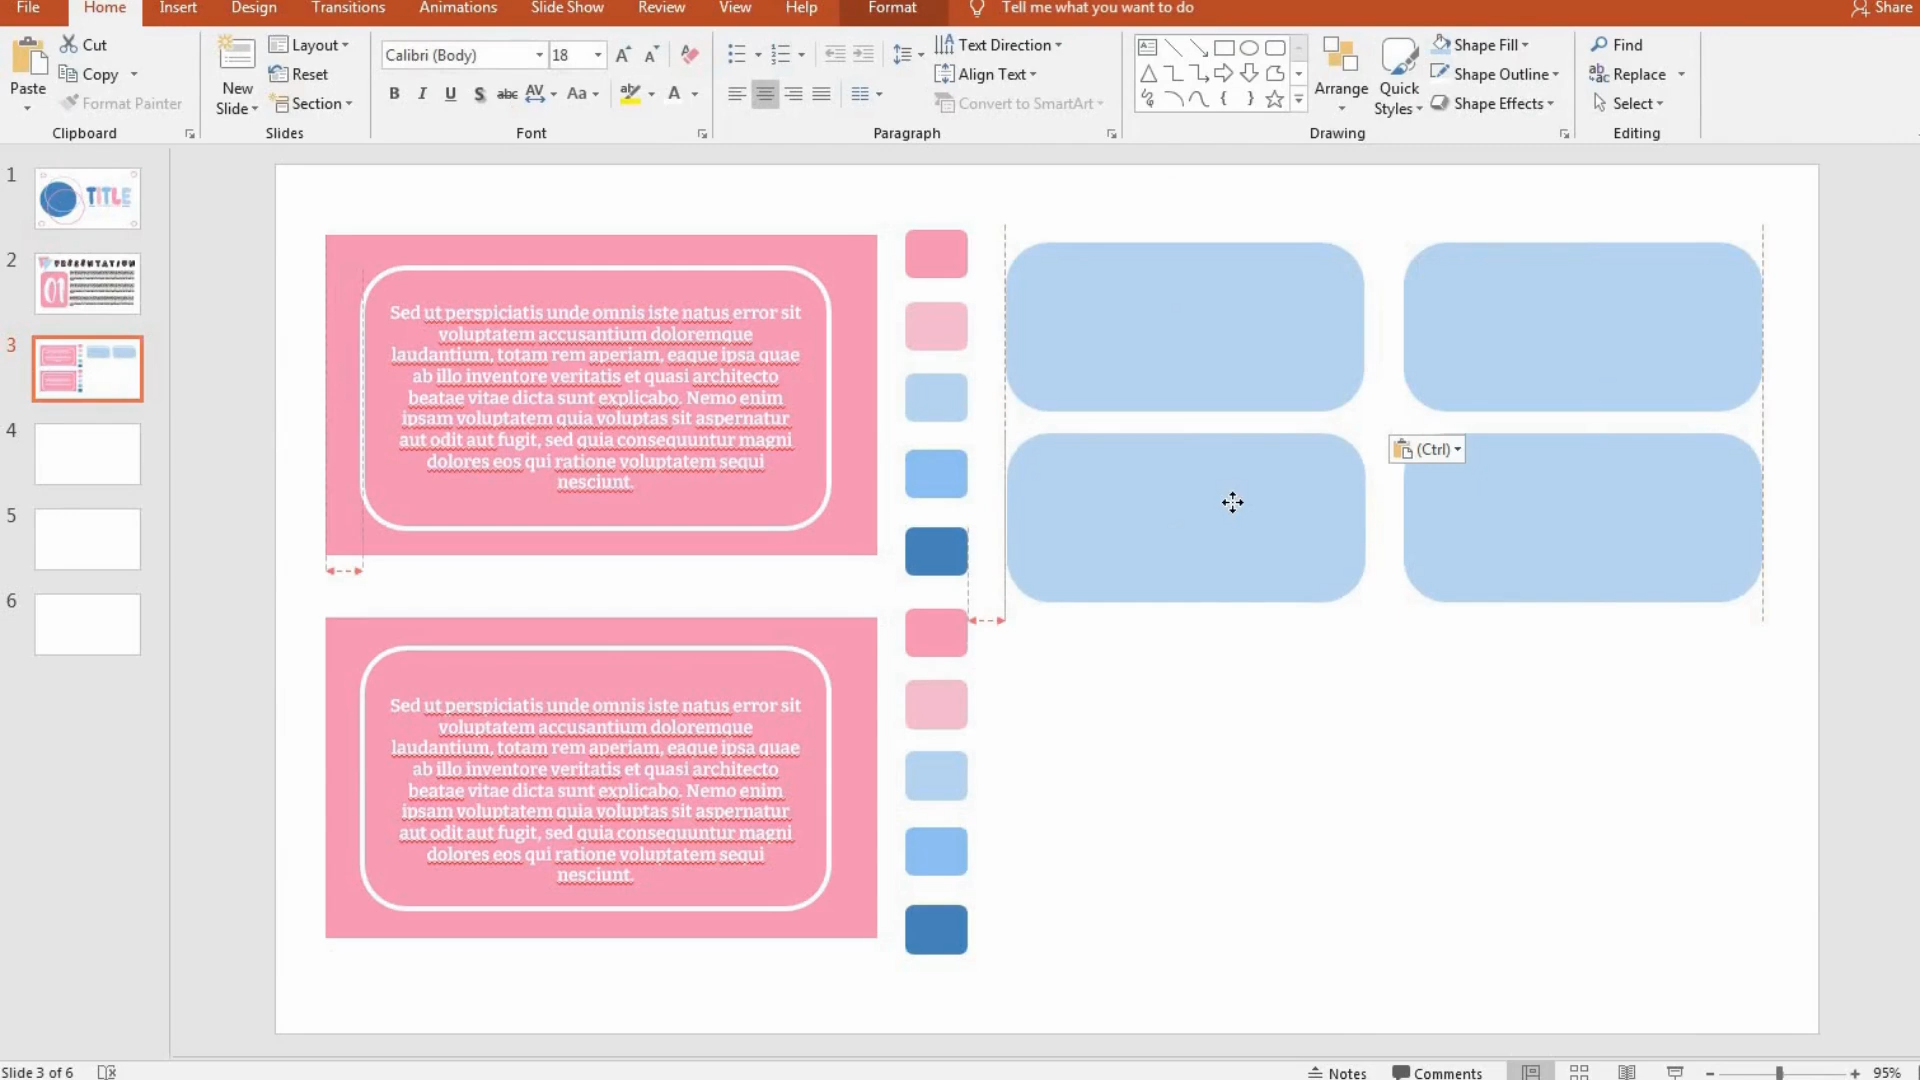 File Home Insert Design Transitions Animations Slide Show Review View Help Format Tell me what you want to do Share
Paste
Cut
Copy
Format Painter
Clipboard
New
Slide
Layout
Reset
Section
Slides
Calibri (Body) 18
B I U S abc AV Aa ab A
Font
Text Direction
Align Text
Convert to SmartArt
Paragraph
Arrange
Quick
Styles
Shape Fill
Shape Outline
Shape Effects
Drawing
Find
Replace
Select
Editing
1
TITLE
2
PRESENTATION
01
3
4
5
6
Sed ut perspiciatis unde omnis iste natus error sit
voluptatem accusantium doloremque
laudantium, totam rem aperiam, eaque ipsa quae
ab illo inventore veritatis et quasi architecto
beatae vitae dicta sunt explicabo. Nemo enim
ipsam voluptatem quia voluptas sit aspernatur
aut odit aut fugit, sed quia consequuntur magni
dolores eos qui ratione voluptatem sequi
nesciunt.
Sed ut perspiciatis unde omnis iste natus error sit
voluptatem accusantium doloremque
laudantium, totam rem aperiam, eaque ipsa quae
ab illo inventore veritatis et quasi architecto
beatae vitae dicta sunt explicabo. Nemo enim
ipsam voluptatem quia voluptas sit aspernatur
aut odit aut fugit, sed quia consequuntur magni
dolores eos qui ratione voluptatem sequi
nesciunt.
(Ctrl)
Slide 3 of 6
Notes Comments 95%